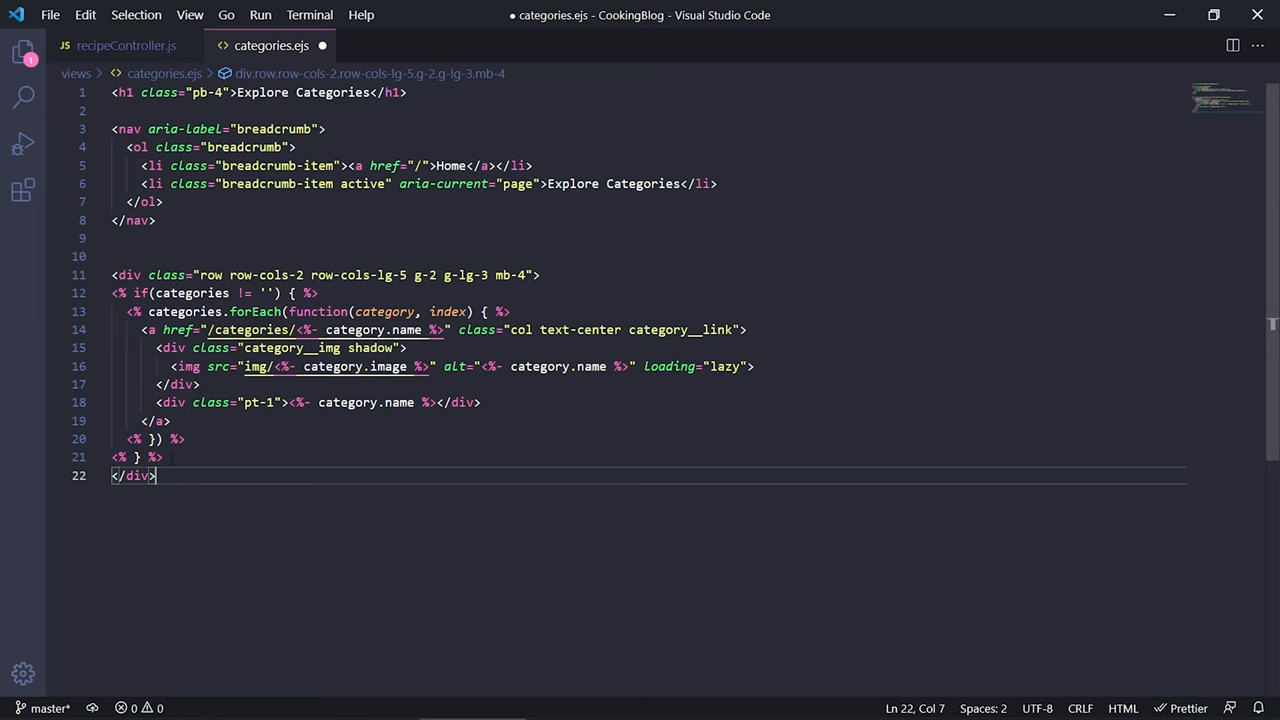 File Edit Selection View Go Run Terminal Help ● categories.ejs - CookingBlog - Visual Studio Code
JS recipeController.js <> categories.ejs ●
views > <> categories.ejs > div.row.row-cols-2.row-cols-lg-5.g-2.g-lg-3.mb-4
1 <h1 class="pb-4">Explore Categories</h1>
2
3 <nav aria-label="breadcrumb">
4 <ol class="breadcrumb">
5 <li class="breadcrumb-item"><a href="/">Home</a></li>
6 <li class="breadcrumb-item active" aria-current="page">Explore Categories</li>
7 </ol>
8 </nav>
9
10
11 <div class="row row-cols-2 row-cols-lg-5 g-2 g-lg-3 mb-4">
12 <% if(categories != '') { %>
13 <% categories.forEach(function(category, index) { %>
14 <a href="/categories/<%- category.name %>" class="col text-center category__link">
15 <div class="category__img shadow">
16 <img src="img/<%- category.image %>" alt="<%- category.name %>" loading="lazy">
17 </div>
18 <div class="pt-1"><%- category.name %></div>
19 </a>
20 <% }) %>
21 <% } %>
22 </div>
1
master* 0 0 Ln 22, Col 7 Spaces: 2 UTF-8 CRLF HTML Prettier